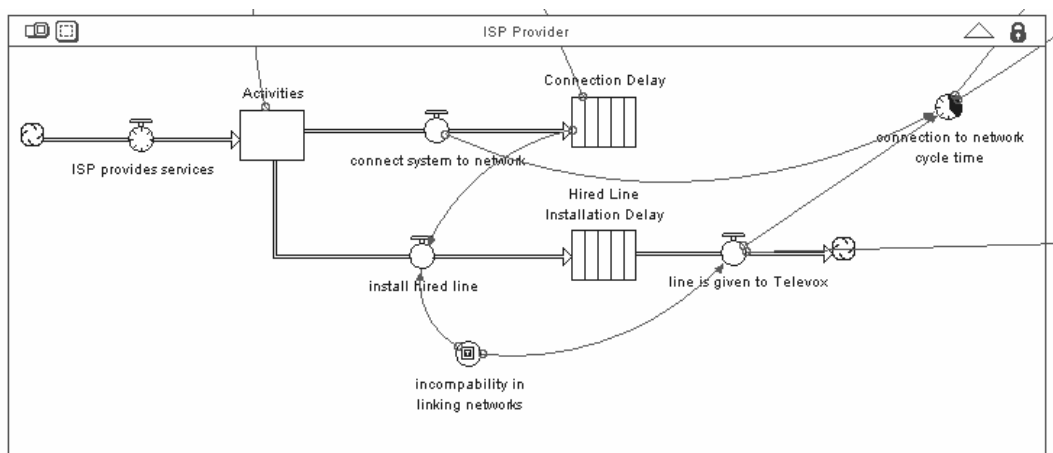 ISP Provider
Connection Delay
Activities
connection to network
cycle time
connect system to network
ISP provides services
Hired Line
Installation Delay
install hired line
line is given to Televox
incompability in
linking networks